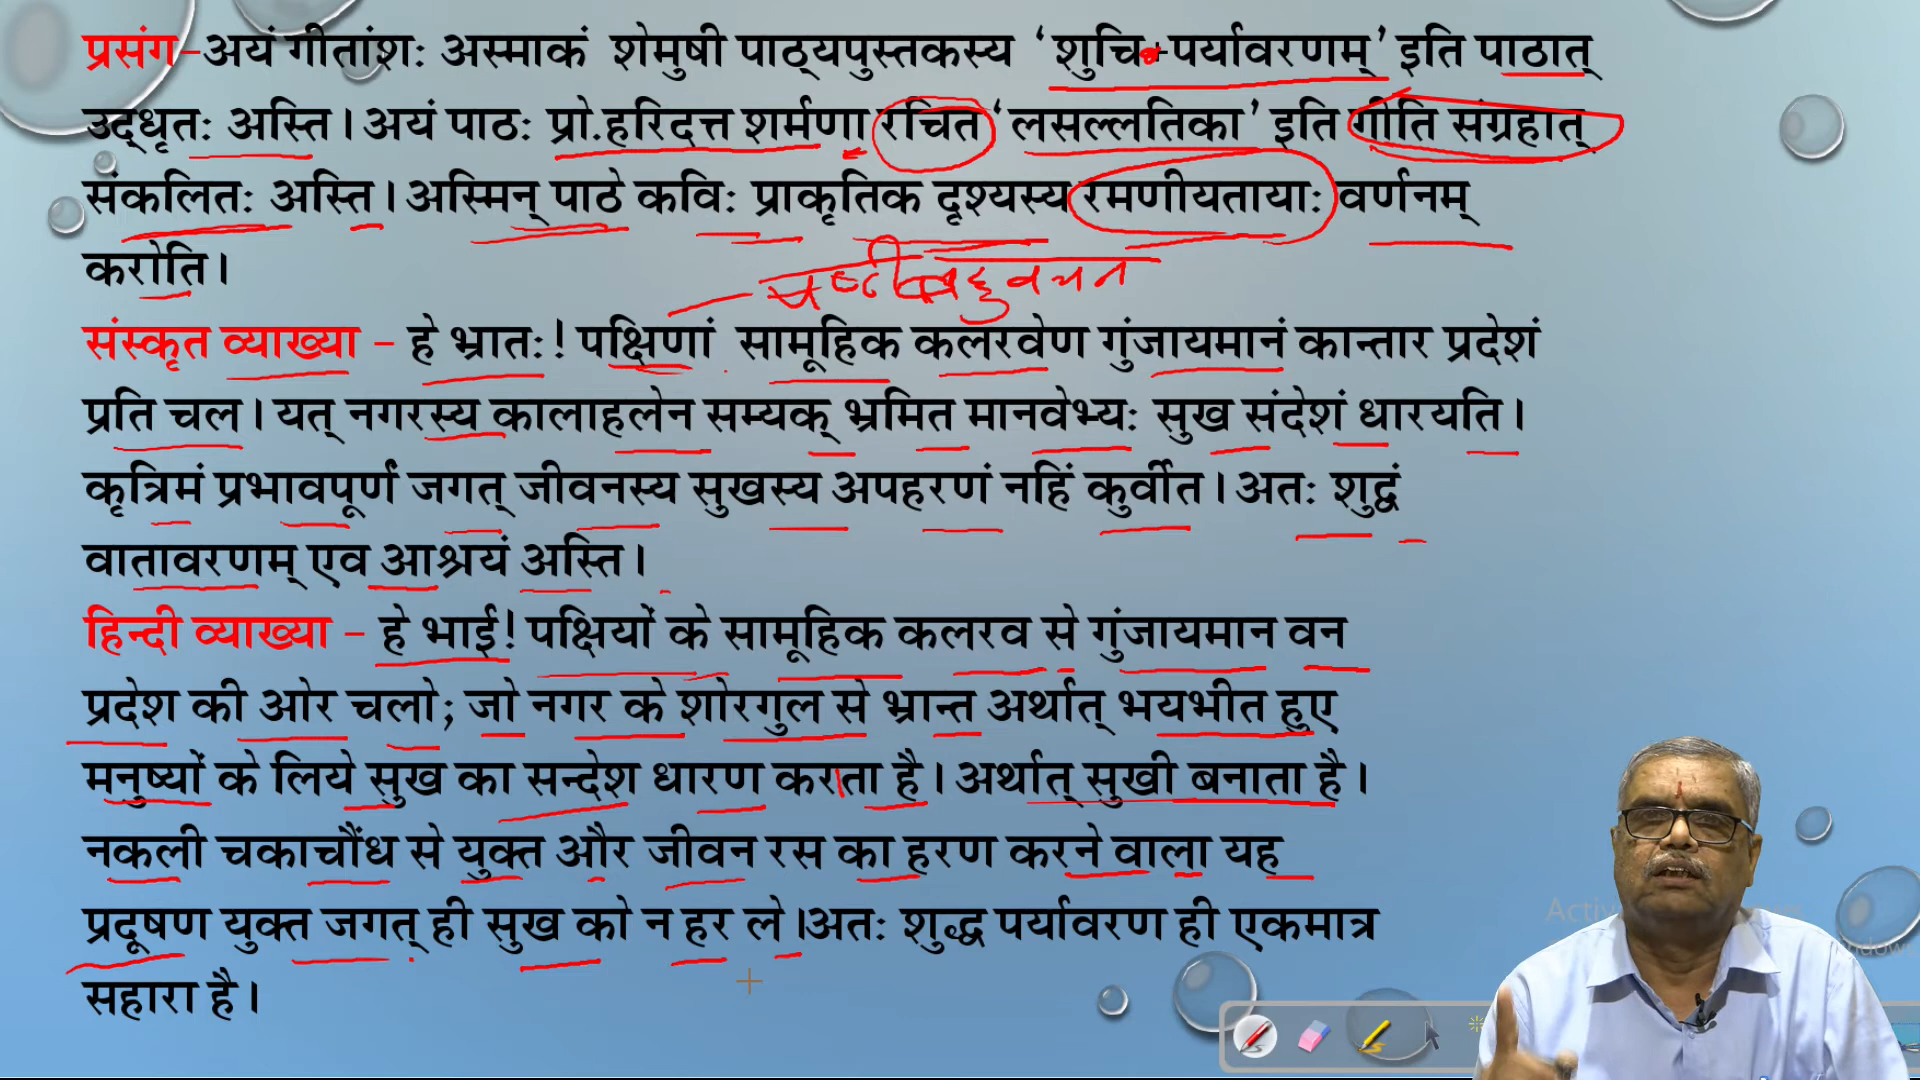 प्रसंग-अयं गीतांशः अस्माकं शेमुषी पाठ्यपुस्तकस्य ‘शुचि-पर्यावरणम्’ इति पाठात्
उद्धृतः अस्ति। अयं पाठः प्रो.हरिदत्त शर्मणा रचित ‘लसल्लतिका’ इति गीति संग्रहात्
संकलितः अस्ति। अस्मिन् पाठे कविः प्राकृतिक दृश्यस्य रमणीयतायाः वर्णनम्
करोति।
षष्ठी बहुवचन
संस्कृत व्याख्या - हे भ्रातः! पक्षिणां सामूहिक कलरवेण गुंजायमानं कान्तार प्रदेशं
प्रति चल। यत् नगरस्य कालाहलेन सम्यक् भ्रमित मानवेभ्यः सुख संदेशं धारयति।
कृत्रिमं प्रभावपूर्णं जगत् जीवनस्य सुखस्य अपहरणं नहिं कुर्वीत। अतः शुद्वं
वातावरणम् एव आश्रयं अस्ति।
हिन्दी व्याख्या - हे भाई! पक्षियों के सामूहिक कलरव से गुंजायमान वन
प्रदेश की ओर चलो; जो नगर के शोरगुल से भ्रान्त अर्थात् भयभीत हुए
मनुष्यों के लिये सुख का सन्देश धारण करता है। अर्थात् सुखी बनाता है।
नकली चकाचौंध से युक्त और जीवन रस का हरण करने वाला यह
प्रदूषण युक्त जगत् ही सुख को न हर ले।अतः शुद्ध पर्यावरण ही एकमात्र
सहारा है।